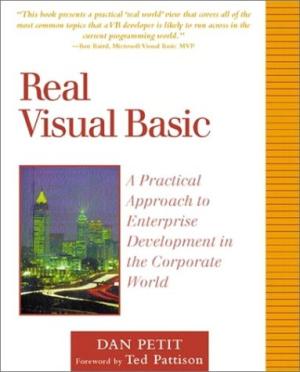 "This book presents a practical 'real world' view that covers all of the
most common topics that a VB developer is likely to run across in the
current programming world."
—Ben Baird, Microsoft Visual Basic MVP
Real
Visual Basic
A Practical
Approach to
Enterprise
Development in
the Corporate
World
DAN PETIT
Foreword by Ted Pattison